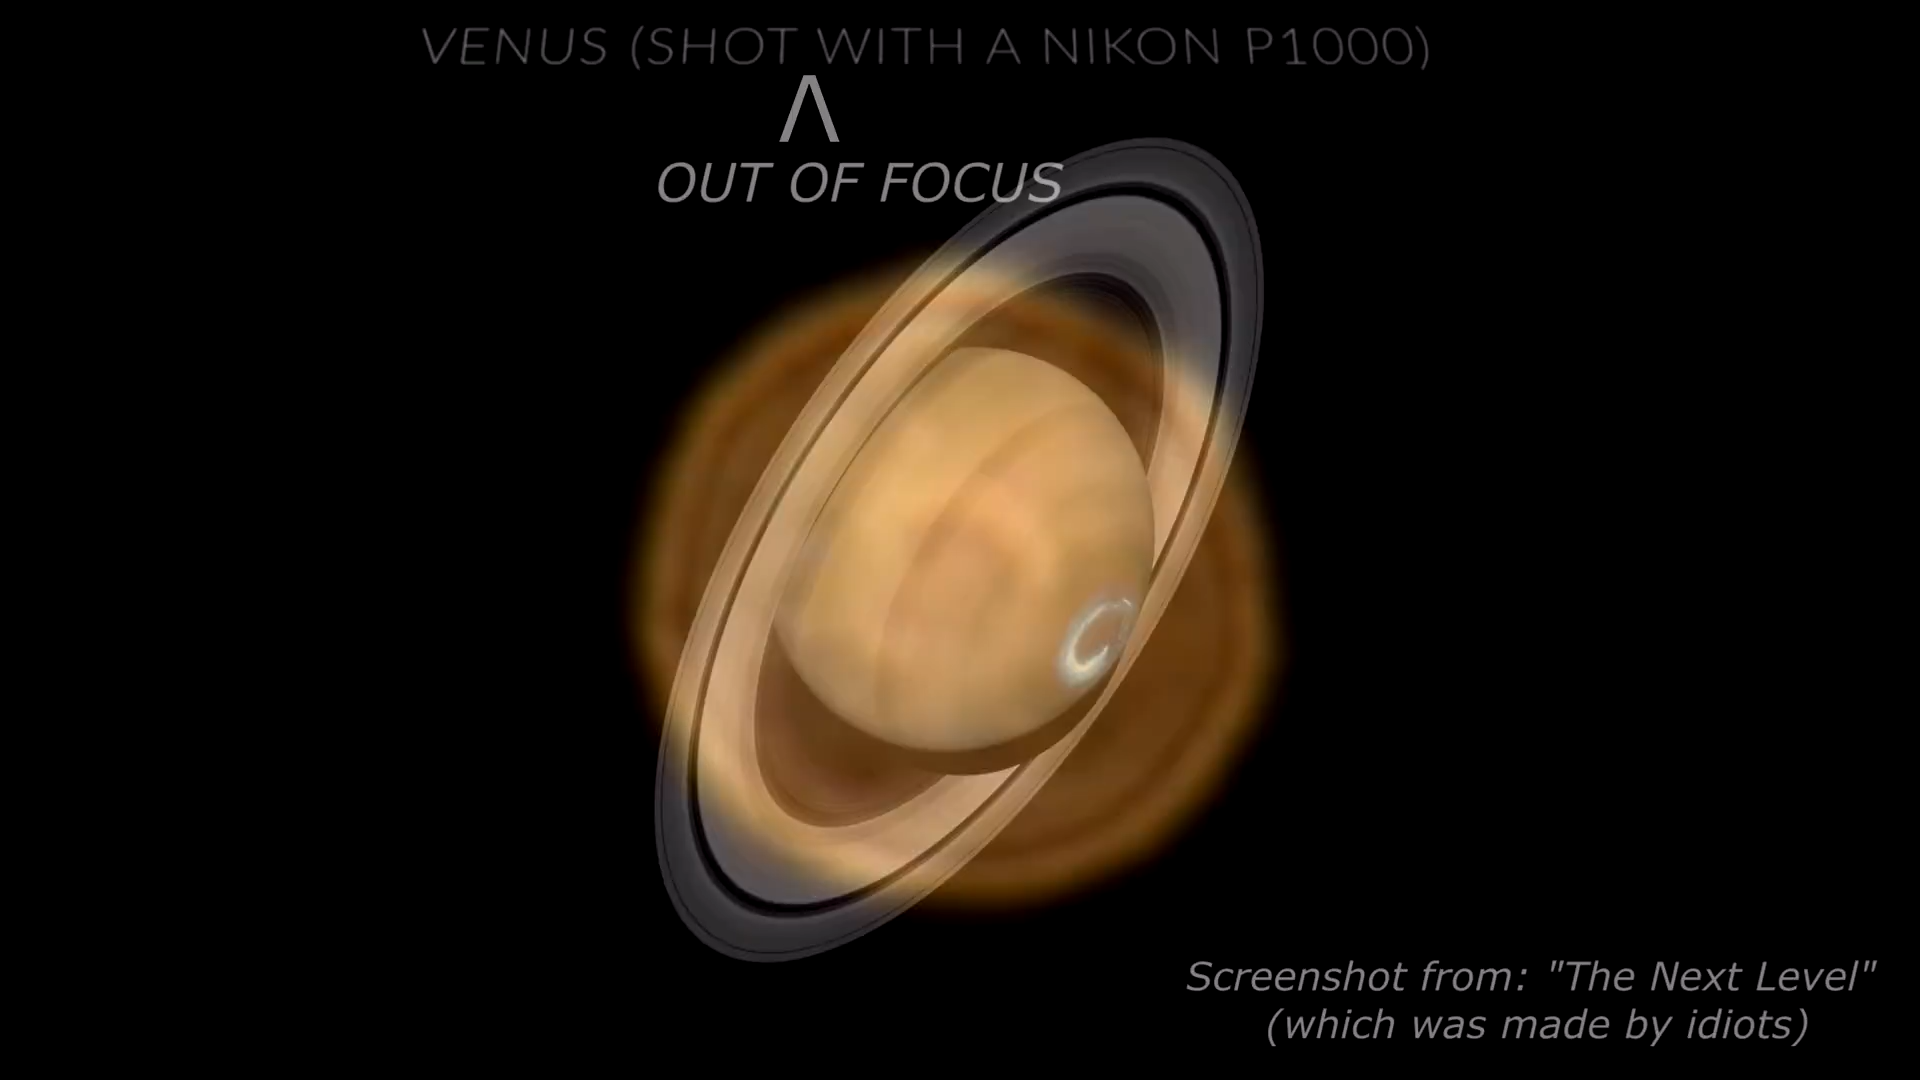 VENUS (SHOT WITH A NIKON P1000)
Λ
OUT OF FOCUS
Screenshot from: "The Next Level"
(which was made by idiots)